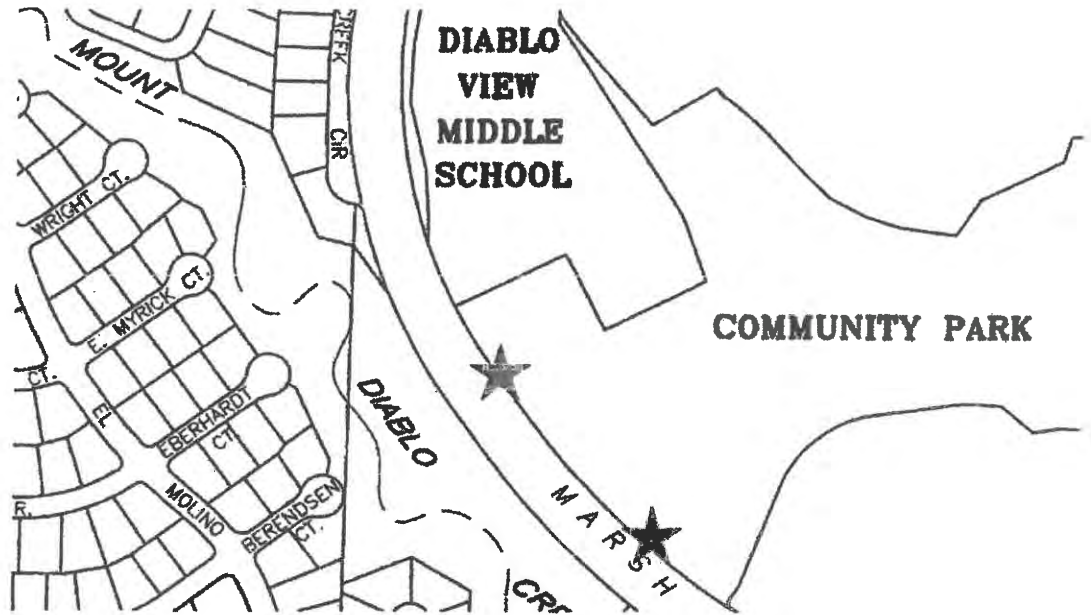 DIABLO
VIEW
MIDDLE
SCHOOL
MOUNT
CIR
WRIGHT CT.
E. MYRICK CT.
COMMUNITY PARK
CT.
EL
DIABLO
EBERHARDT
CT.
MOLINO
R.
BERENDSEN
CT.
MARSH